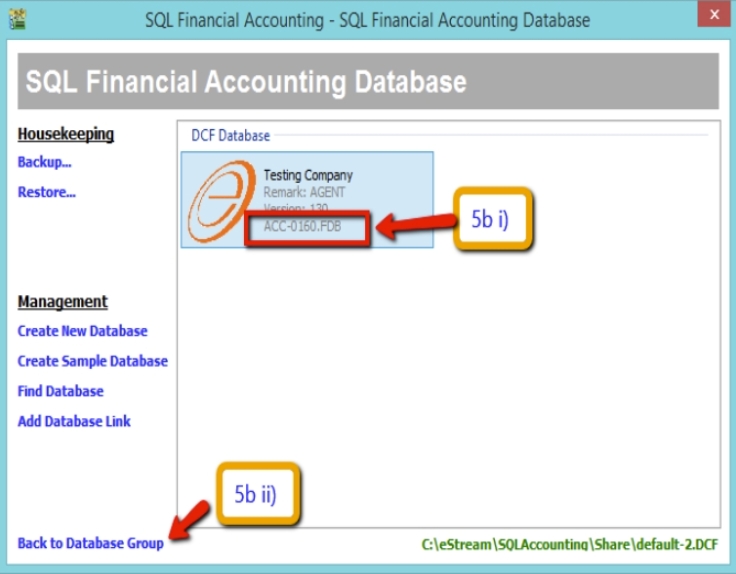 SQL Financial Accounting - SQL Financial Accounting Database
x
SQL Financial Accounting Database
Housekeeping
Backup...
Restore...
DCF Database
Testing Company
Remark: AGENT
Version: 130
ACC-0160.FDB
5b i)
Management
Create New Database
Create Sample Database
Find Database
Add Database Link
5b ii)
Back to Database Group
C:\eStream\SQLAccounting\Share\default-2.DCF